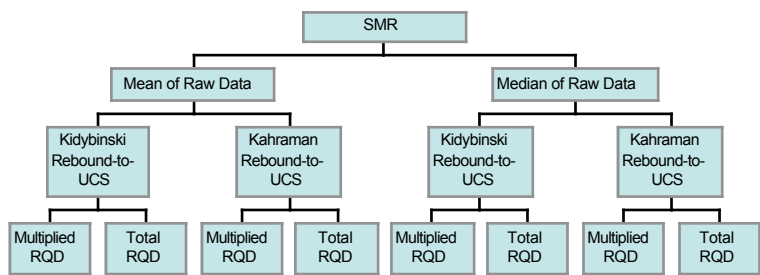 SMR
Mean of Raw Data
Median of Raw Data
Kidybinski
Rebound-to-
UCS
Kahraman
Rebound-to-
UCS
Kidybinski
Rebound-to-
UCS
Kahraman
Rebound-to-
UCS
Multiplied
RQD
Total
RQD
Multiplied
RQD
Total
RQD
Multiplied
RQD
Total
RQD
Multiplied
RQD
Total
RQD